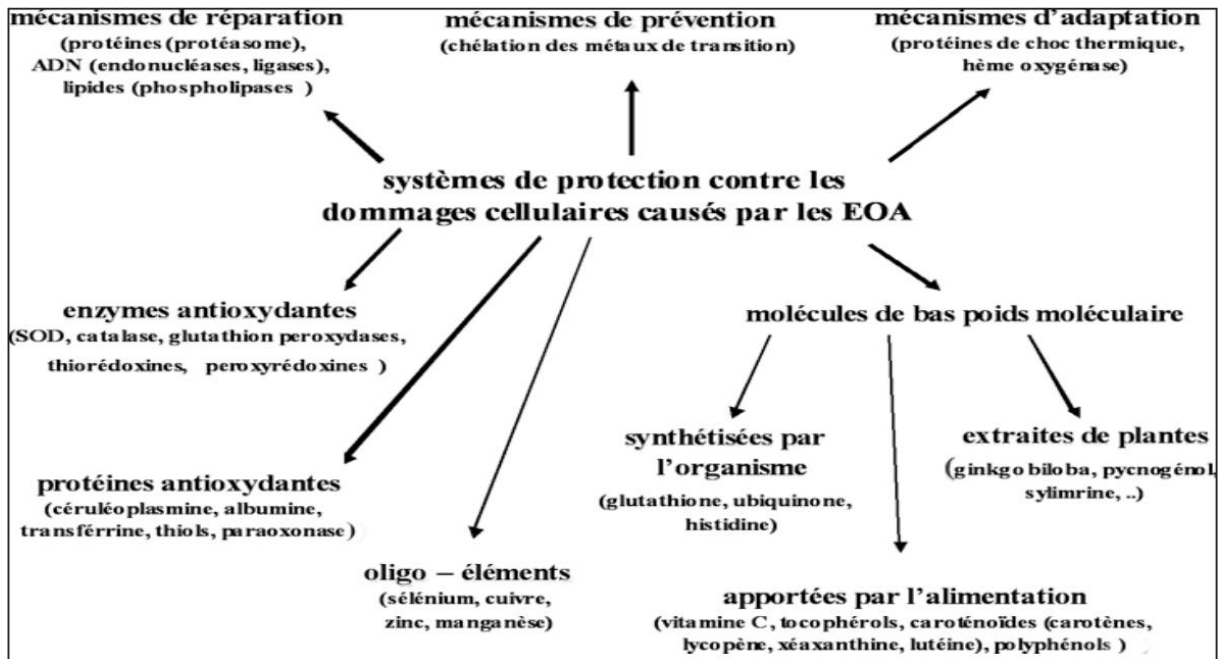 mécanismes de réparation
(protéines (protéasome),
ADN (endonucléases, ligases),
lipides (phospholipases )
mécanismes de prévention
(chélation des métaux de transition)
mécanismes d'adaptation
(protéines de choc thermique,
hème oxygénase)
systèmes de protection contre les
dommages cellulaires causés par les EOA
enzymes antioxydantes
(SOD, catalase, glutathion peroxydases,
thiorédoxines, peroxyrédoxines )
molécules de bas poids moléculaire
protéines antioxydantes
(céruléoplasmine, albumine,
transférrine, thiols, paraoxonase)
synthétisées par
l'organisme
(glutathione, ubiquinone,
histidine)
extraites de plantes
(ginkgo biloba, pycnogénol,
sylimrine, ..)
oligo – éléments
(sélénium, cuivre,
zinc, manganèse)
apportées par l'alimentation
(vitamine C, tocophérols, caroténoïdes (carotènes,
lycopène, xéaxanthine, lutéine), polyphénols )